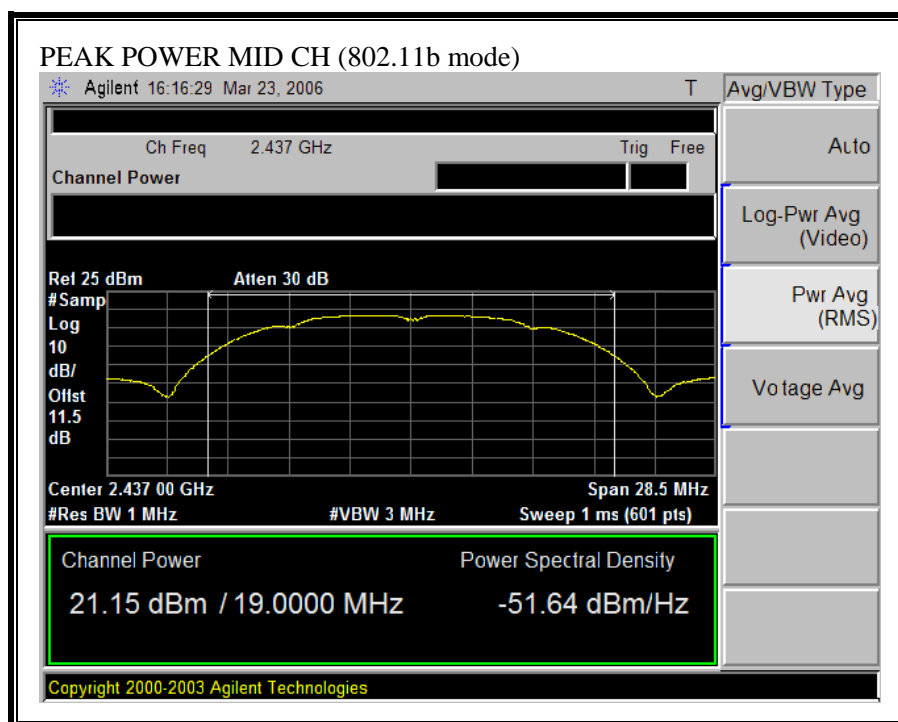 PEAK POWER MID CH (802.11b mode)
Agilent 16:16:29 Mar 23, 2006 T
Avg/VBW Type
Ch Freq 2.437 GHz Trig Free
Auto
Channel Power
Log-Pwr Avg
(Video)
Ref 25 dBm Atten 30 dB
#Samp
Log
10
dB/
Offst
11.5
dB
Pwr Avg
(RMS)
Vo tage Avg
Center 2.437 00 GHz Span 28.5 MHz
#Res BW 1 MHz #VBW 3 MHz Sweep 1 ms (601 pts)
Channel Power Power Spectral Density
21.15 dBm / 19.0000 MHz -51.64 dBm/Hz
Copyright 2000-2003 Agilent Technologies